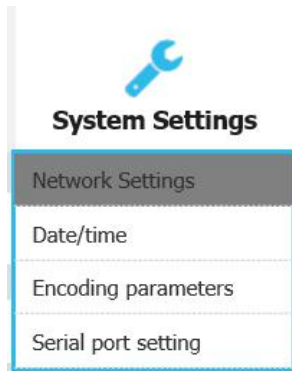 System Settings
Network Settings
Date/time
Encoding parameters
Serial port setting